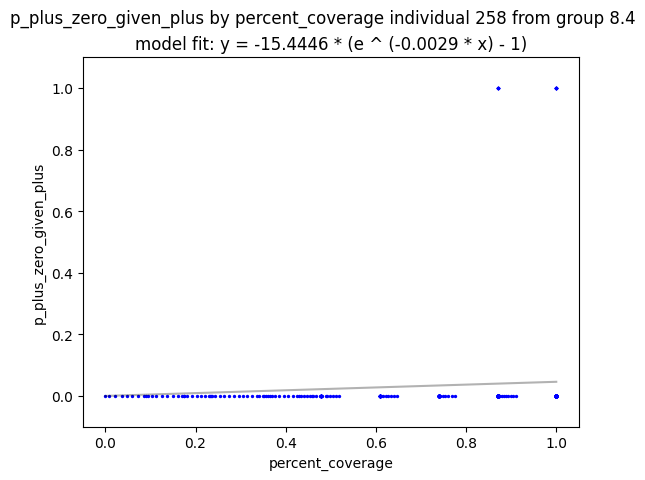 p_plus_zero_given_plus by percent_coverage individual 258 from group 8.4
model fit: y = -15.4446 * (e ^ (-0.0029 * x) - 1)
1.0
0.8
0.6
0.4
0.2
0.0
p_plus_zero_given_plus
0.0 0.2 0.4 0.6 0.8 1.0
percent_coverage